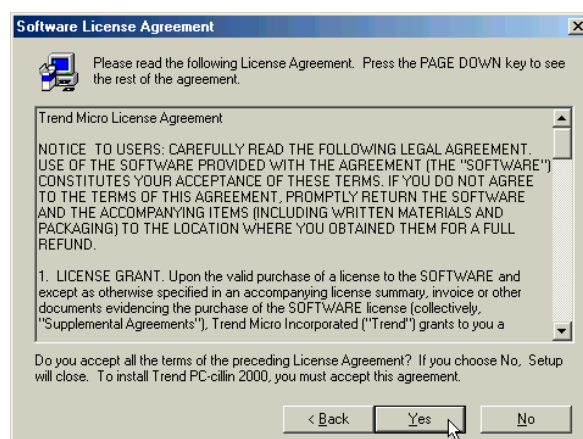 Software License Agreement
Please read the following License Agreement. Press the PAGE DOWN key to see
the rest of the agreement.
Trend Micro License Agreement
NOTICE TO USERS: CAREFULLY READ THE FOLLOWING LEGAL AGREEMENT.
USE OF THE SOFTWARE PROVIDED WITH THE AGREEMENT (THE "SOFTWARE")
CONSTITUTES YOUR ACCEPTANCE OF THESE TERMS. IF YOU DO NOT AGREE
TO THE TERMS OF THIS AGREEMENT, PROMPTLY RETURN THE SOFTWARE
AND THE ACCOMPANYING ITEMS (INCLUDING WRITTEN MATERIALS AND
PACKAGING) TO THE LOCATION WHERE YOU OBTAINED THEM FOR A FULL
REFUND.
1. LICENSE GRANT. Upon the valid purchase of a license to the SOFTWARE and
except as otherwise specified in an accompanying license summary, invoice or other
documents evidencing the purchase of the SOFTWARE license (collectively,
"Supplemental Agreements"), Trend Micro Incorporated ("Trend") grants to you a
Do you accept all the terms of the preceding License Agreement? If you choose No, Setup
will close. To install Trend PC-cillin 2000, you must accept this agreement.
< Back
Yes
No